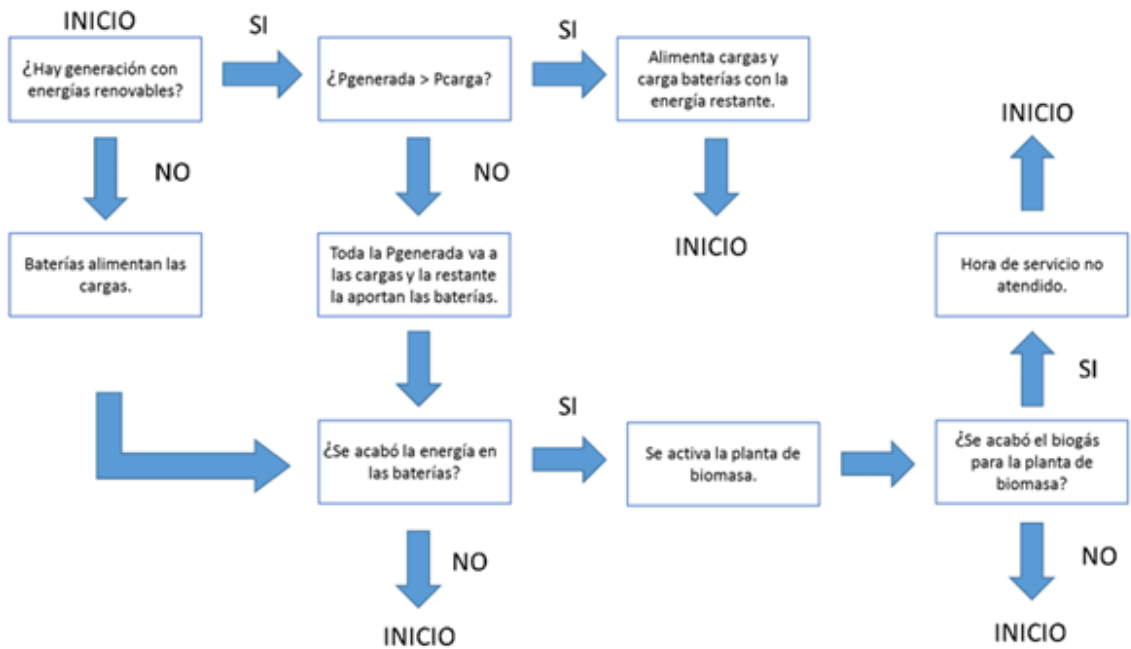 INICIO
SI
SI
¿Hay generación con
energías renovables?
¿Pgenerada > Pcarga?
Alimenta cargas y
carga baterías con la
energía restante.
INICIO
NO
NO
INICIO
Baterías alimentan las
cargas.
Toda la Pgenerada va a
las cargas y la restante
la aportan las baterías.
Hora de servicio no
atendido.
SI
SI
¿Se acabó la energía en
las baterías?
Se activa la planta de
biomasa.
¿Se acabó el biogás
para la planta de
biomasa?
NO
NO
INICIO
INICIO